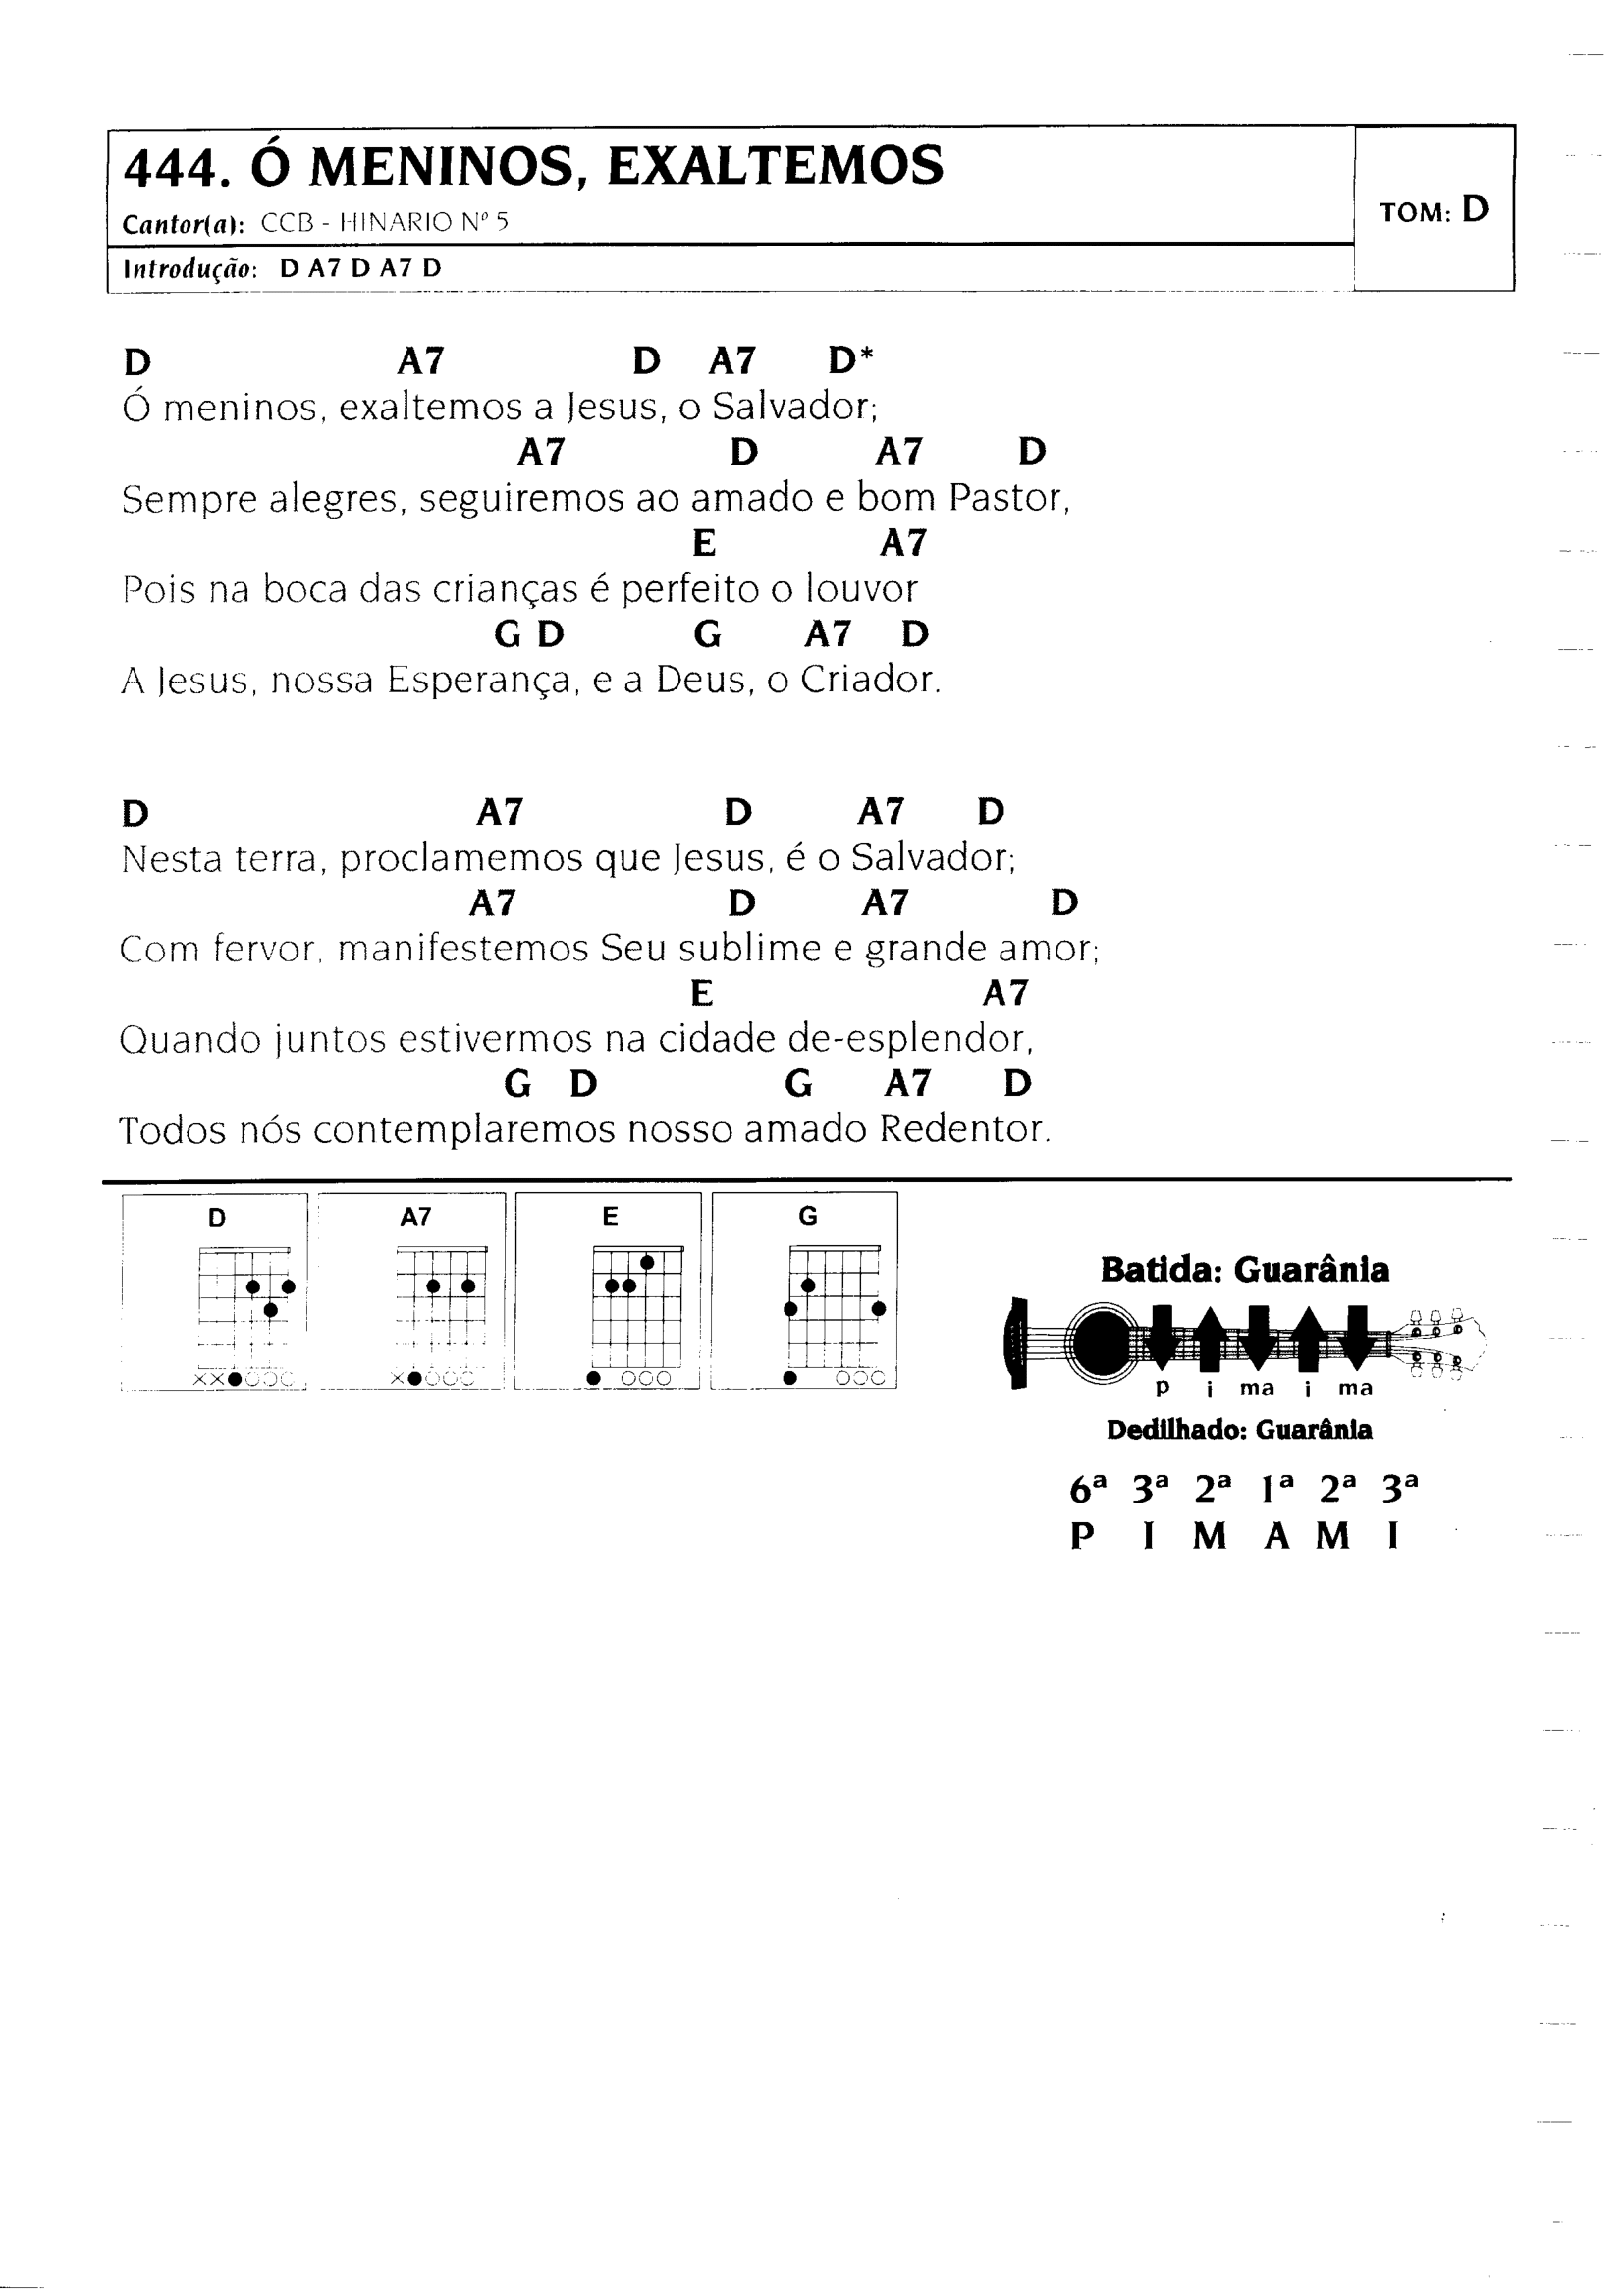 444. Ó MENINOS, EXALTEMOS
Cantor(a): CCB - HINARIO Nº 5
TOM: D
Introdução: D A7 D A7 D
D A7 D A7 D*
Ó meninos, exaltemos a Jesus, o Salvador;
A7 D A7 D
Sempre alegres, seguiremos ao amado e bom Pastor,
E A7
Pois na boca das crianças é perfeito o louvor
G D G A7 D
A Jesus, nossa Esperança, e a Deus, o Criador.
D A7 D A7 D
Nesta terra, proclamemos que Jesus, é o Salvador;
A7 D A7 D
Com fervor, manifestemos Seu sublime e grande amor;
E A7
Quando juntos estivermos na cidade de-esplendor,
G D G A7 D
Todos nós contemplaremos nosso amado Redentor.
D A7 E G
Batida: Guarânia
p i ma i ma
Dedilhado: Guarânia
6ª 3ª 2ª 1ª 2ª 3ª
P I M A M I